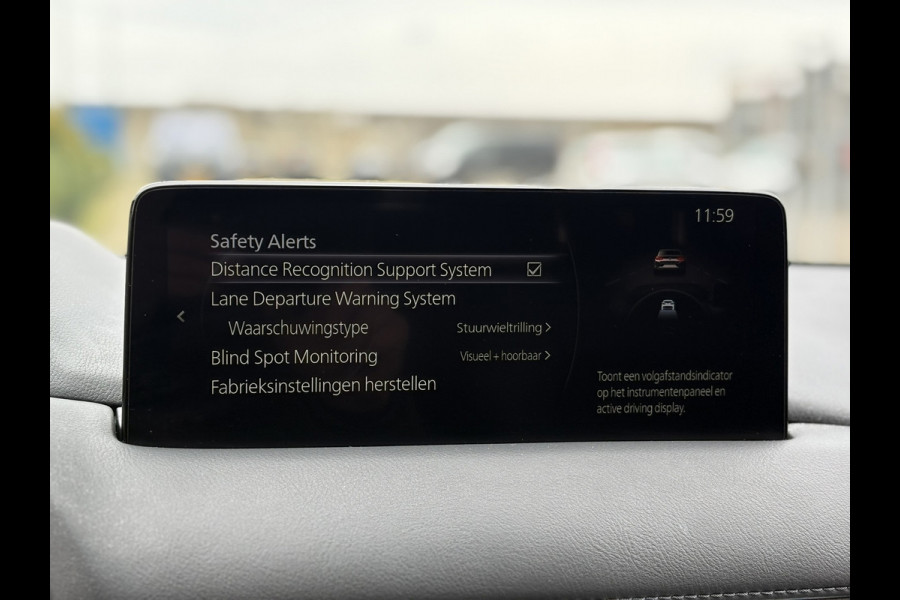 11:59
Safety Alerts
Distance Recognition Support System
Lane Departure Warning System
Waarschuwingstype Stuurwieltrilling >
Blind Spot Monitoring Visueel + hoorbaar >
Fabrieksinstellingen herstellen
Toont een volgafstandsindicator
op het instrumentenpaneel en
active driving display.